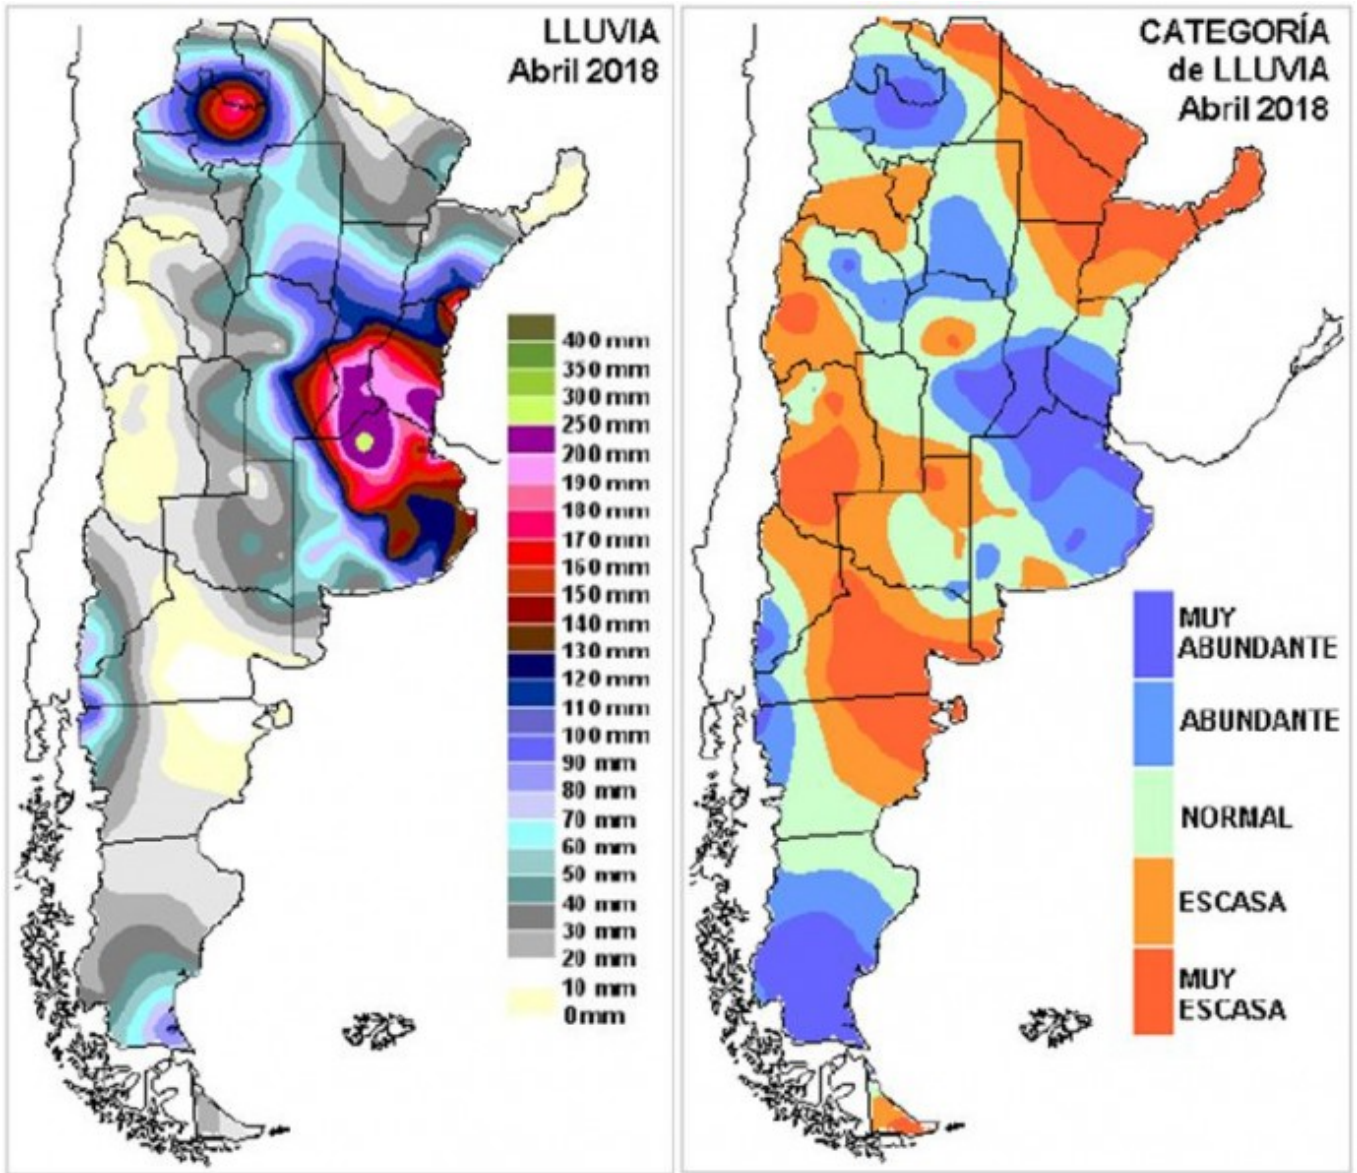 LLUVIA
Abril 2018
400 mm
350 mm
300 mm
250 mm
200 mm
190 mm
180 mm
170 mm
160 mm
150 mm
140 mm
130 mm
120 mm
110 mm
100 mm
90 mm
80 mm
70 mm
60 mm
50 mm
40 mm
30 mm
20 mm
10 mm
0mm
CATEGORÍA
de LLUVIA
Abril 2018
MUY
ABUNDANTE
ABUNDANTE
NORMAL
ESCASA
MUY
ESCASA